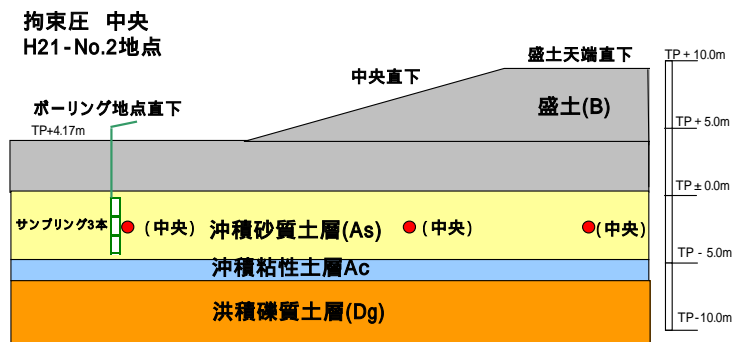 拘束圧 中央
H21-No.2地点
盛土天端直下
TP + 10.0m
中央直下
ボーリング地点直下
盛土(B)
TP+4.17m
TP + 5.0m
TP ± 0.0m
サンプリング3本
(中央)
沖積砂質土層(As)
(中央)
(中央)
TP - 5.0m
沖積粘性土層Ac
洪積礫質土層(Dg)
TP-10.0m